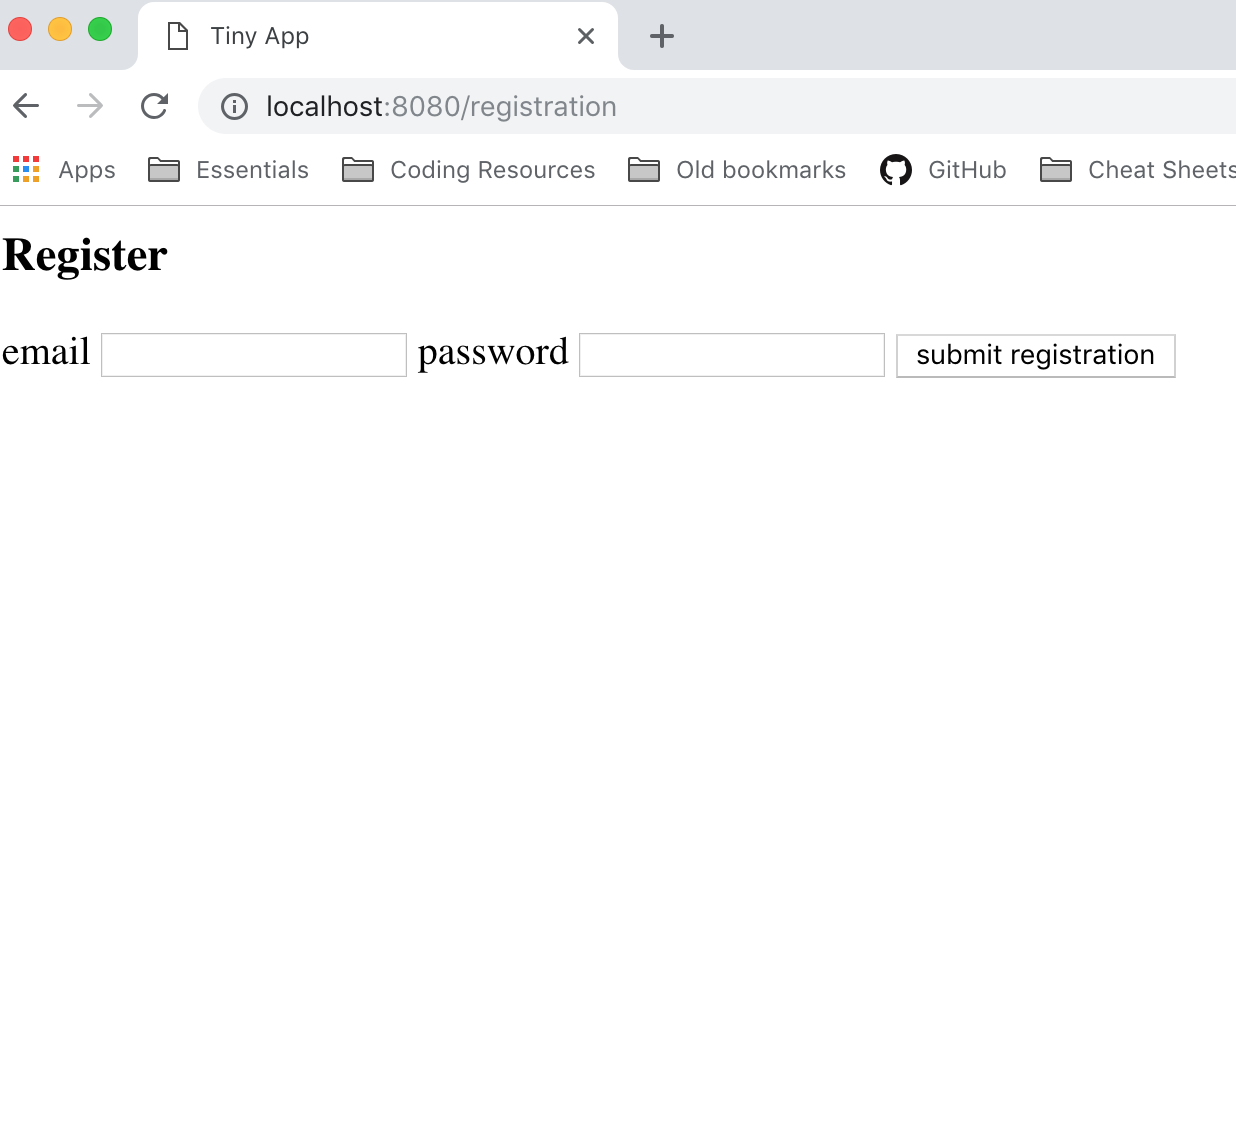 Tiny App
localhost:8080/registration
Apps Essentials Coding Resources Old bookmarks GitHub Cheat Sheets
Register
email password submit registration